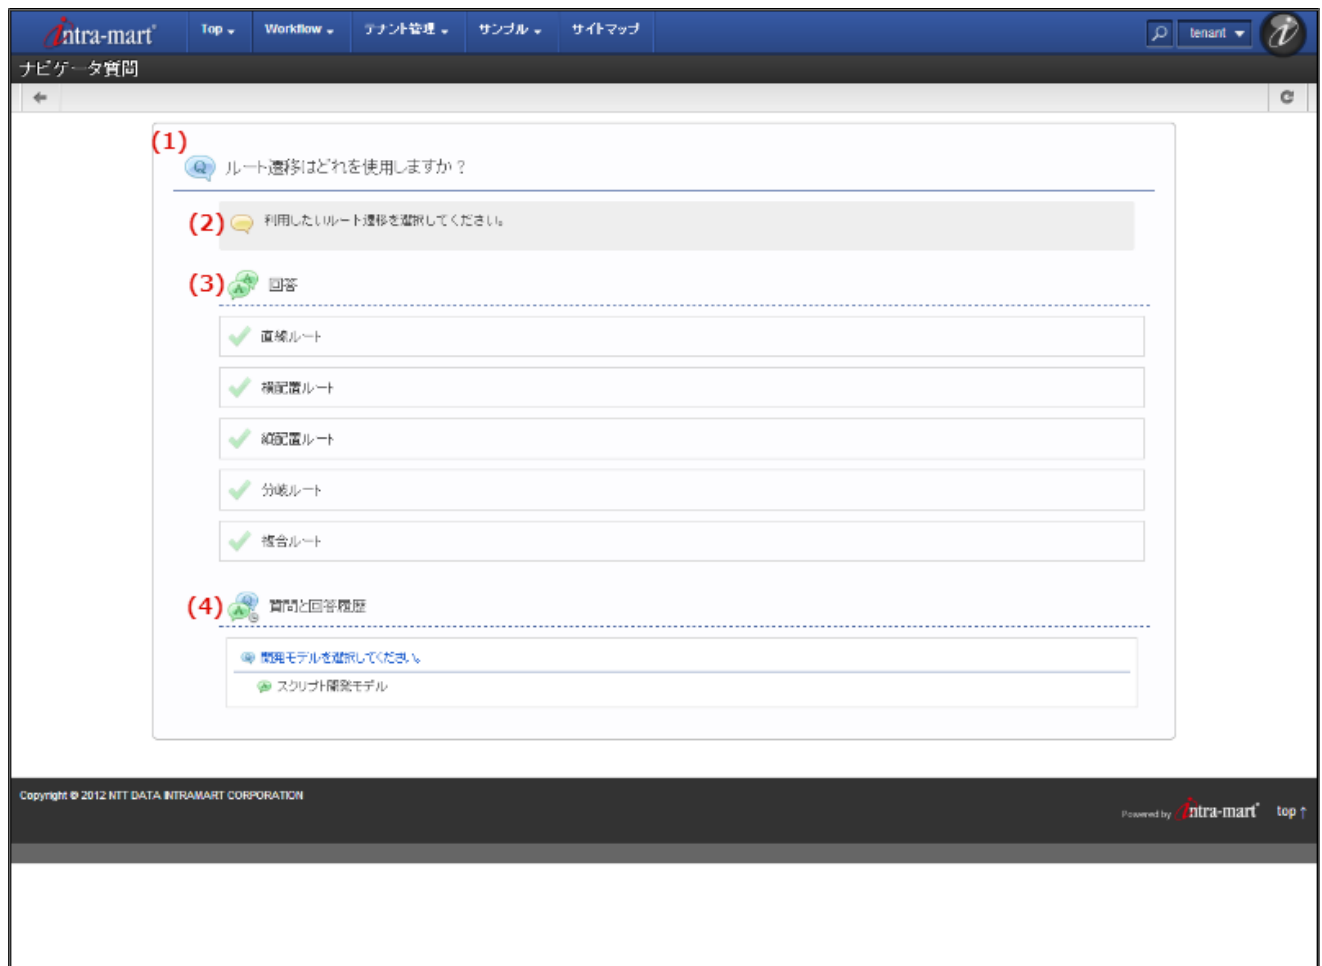 intra-mart Top Workflow テナント管理 サンプル サイトマップ tenant
ナビゲータ質問
(1)
ルート遷移はどれを使用しますか？
(2) 利用したいルート遷移を選択してください。
(3) 回答
直線ルート
横配置ルート
縦配置ルート
分岐ルート
複合ルート
(4) 質問と回答履歴
開発モデルを選択してください。
スクリプト開発モデル
Copyright © 2012 NTT DATA INTRAMART CORPORATION
Powered by intra-mart top ↑